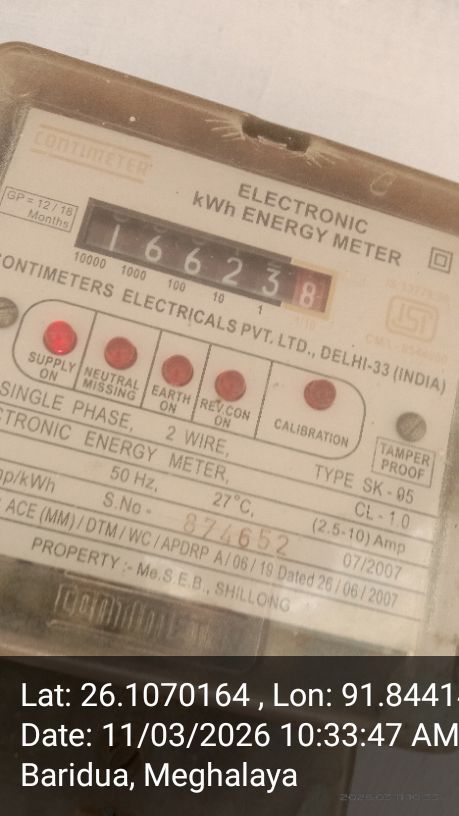 CONTIMETER
ELECTRONIC
kWh ENERGY METER
GP = 12 / 18
Months
1 6 6 2 3 8
10000 1000 100 10 1 1/10
CONTIMETERS ELECTRICALS PVT. LTD., DELHI-33 (INDIA)
SUPPLY ON
NEUTRAL MISSING
EARTH ON
REV.CON ON
CALIBRATION
TAMPER PROOF
SINGLE PHASE, 2 WIRE,
ENERGY METER, TYPE SK - 95
/kWh 50 Hz, 27°C, CL - 1.0
S.No - 874652 (2.5-10) Amp
ACE (MM) / DTM / WC / APDRP A / 06 / 19 Dated 26 / 06 / 2007 07/2007
PROPERTY :- Me.S E.B., SHILLONG
Lat: 26.1070164 , Lon: 91.8441
Date: 11/03/2026 10:33:47 AM
Baridua, Meghalaya